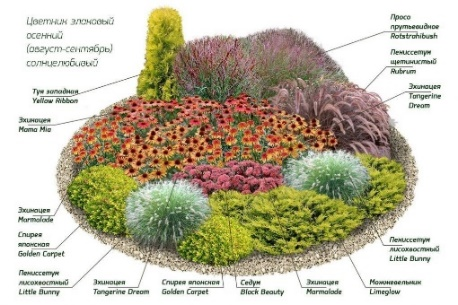 Цветник злаковый
осенний
(август-сентябрь)
солнцелюбивый
Просо
прутьевидное
Rotstrahlbush
Пеннисетум
щетинистый
Rubrum
Эхинацея
Tangerine
Dream
Туя западная
Yellow Ribbon
Эхинацея
Mama Mia
Эхинацея
Marmalade
Спирея
японская
Golden Carpet
Пеннисетум
лисохвостный
Little Bunny
Эхинацея
Tangerine Dream
Спирея японская
Golden Carpet
Седум
Black Beauty
Эхинацея
Marmalade
Можжевельник
Limeglow
Пеннисетум
лисохвостный
Little Bunny